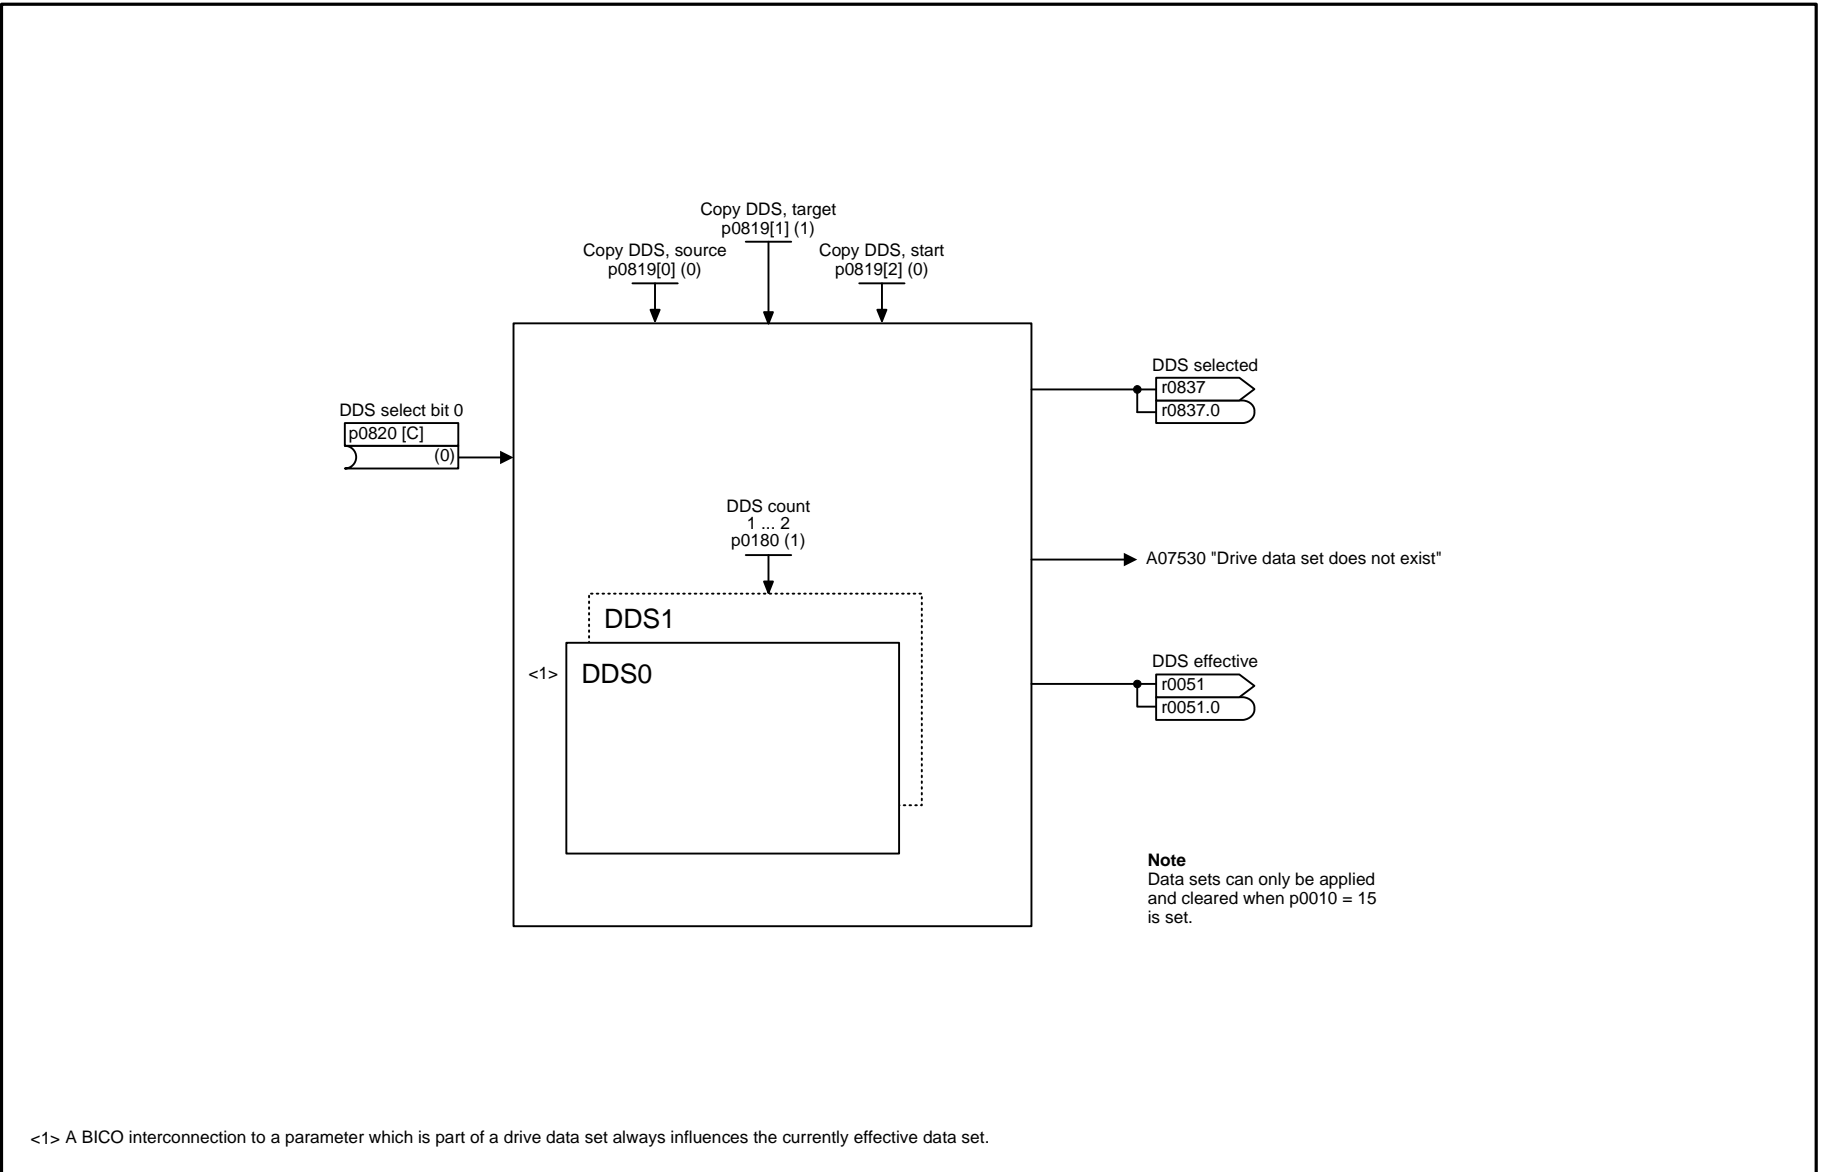 Copy DDS, target
p0819[1] (1)
Copy DDS, source
p0819[0] (0)
Copy DDS, start
p0819[2] (0)
DDS selected
r0837
r0837.0
DDS select bit 0
p0820 [C]
(0)
DDS count
1 ... 2
p0180 (1)
A07530 "Drive data set does not exist"
DDS1
<1>
DDS0
DDS effective
r0051
r0051.0
Note
Data sets can only be applied
and cleared when p0010 = 15
is set.
<1> A BICO interconnection to a parameter which is part of a drive data set always influences the currently effective data set.